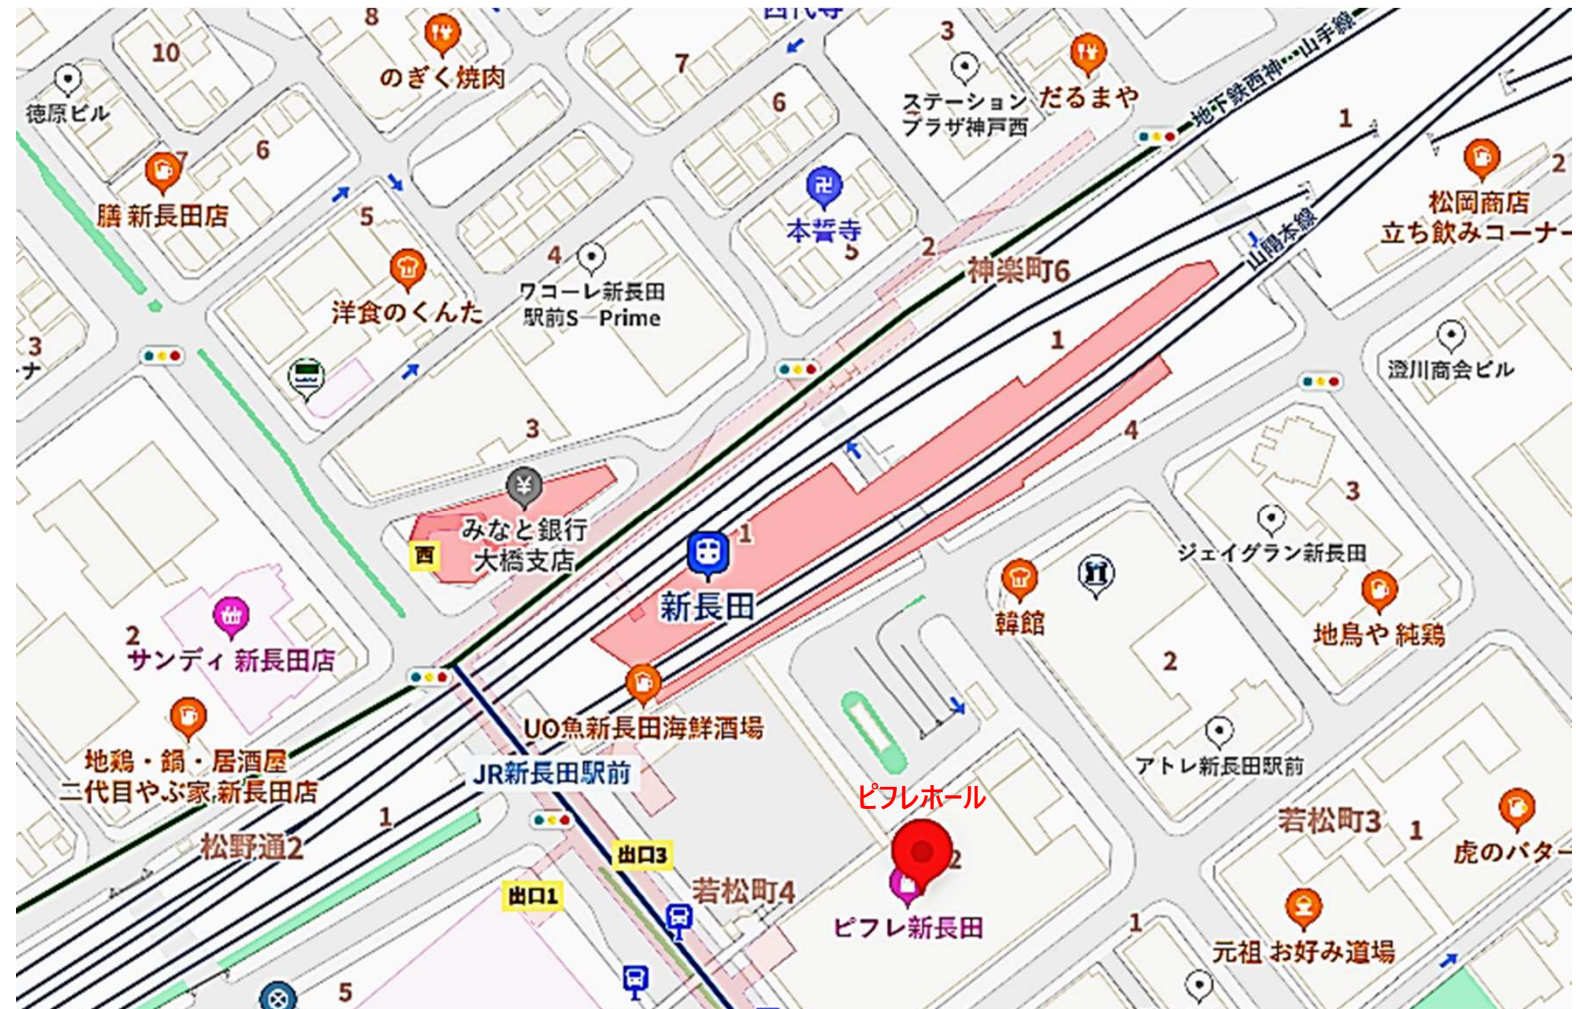 8
10
のぎく焼肉
徳原ビル
7
3
ステーション
プラザ神戸西
だるまや
地下鉄西神…山手線
6
1
松岡商店
立ち飲みコーナー
2
7
6
膳 新長田店
5
本誓寺
5
2
神楽町6
山陽本線
4
ワコーレ新長田
駅前S―Prime
洋食のくんた
3
ナ
1
澄川商会ビル
3
4
みなと銀行
大橋支店
西
1
新長田
3
ジェイグラン新長田
韓館
地鳥や 純鶏
2
サンディ 新長田店
2
UO魚新長田海鮮酒場
JR新長田駅前
地鶏・鍋・居酒屋
二代目やぶ家 新長田店
アトレ新長田駅前
ピフレホール
1
松野通2
出口3
出口1
若松町4
2
ピフレ新長田
若松町3
1
虎のバター
1
元祖 お好み道場
5